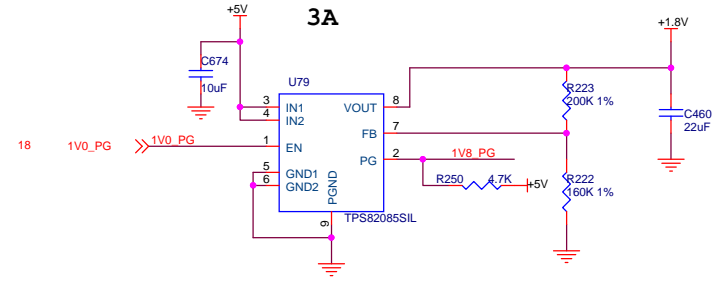 +5V
3A
+1.8V
C674
10uF
U79
R223
200K 1%
C460
22uF
3
IN1
VOUT
8
4
IN2
FB
7
18
1V0_PG
1V0_PG
1
EN
PG
2
1V8_PG
5
GND1
6
GND2
PGND
R250
4.7K
+5V
R222
160K 1%
TPS82085SIL
9